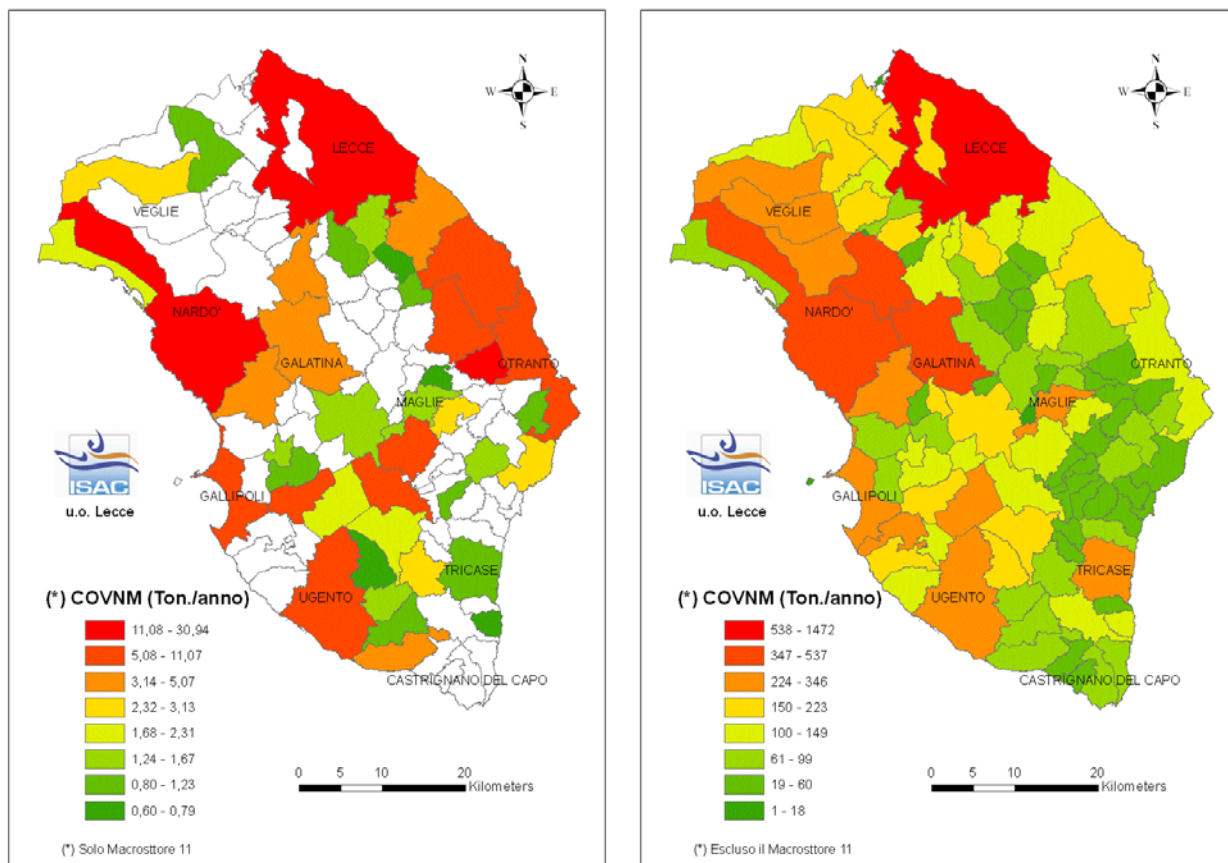 N
W E
S
LECCE
VEGLIE
NARDO'
GALATINA
OTRANTO
MAGLIE
ISAC
u.o. Lecce
GALLIPOLI
TRICASE
UGENTO
CASTRIGNANO DEL CAPO
(*) COVNM (Ton./anno)
11,08 - 30,94
5,08 - 11,07
3,14 - 5,07
2,32 - 3,13
1,68 - 2,31
1,24 - 1,67
0,80 - 1,23
0,60 - 0,79
0 5 10 20
Kilometers
(*) Solo Macrosttore 11
N
W E
S
LECCE
VEGLIE
NARDO'
GALATINA
OTRANTO
MAGLIE
ISAC
u.o. Lecce
GALLIPOLI
TRICASE
UGENTO
CASTRIGNANO DEL CAPO
(*) COVNM (Ton./anno)
538 - 1472
347 - 537
224 - 346
150 - 223
100 - 149
61 - 99
19 - 60
1 - 18
0 5 10 20
Kilometers
(*) Escluso il Macrosttore 11